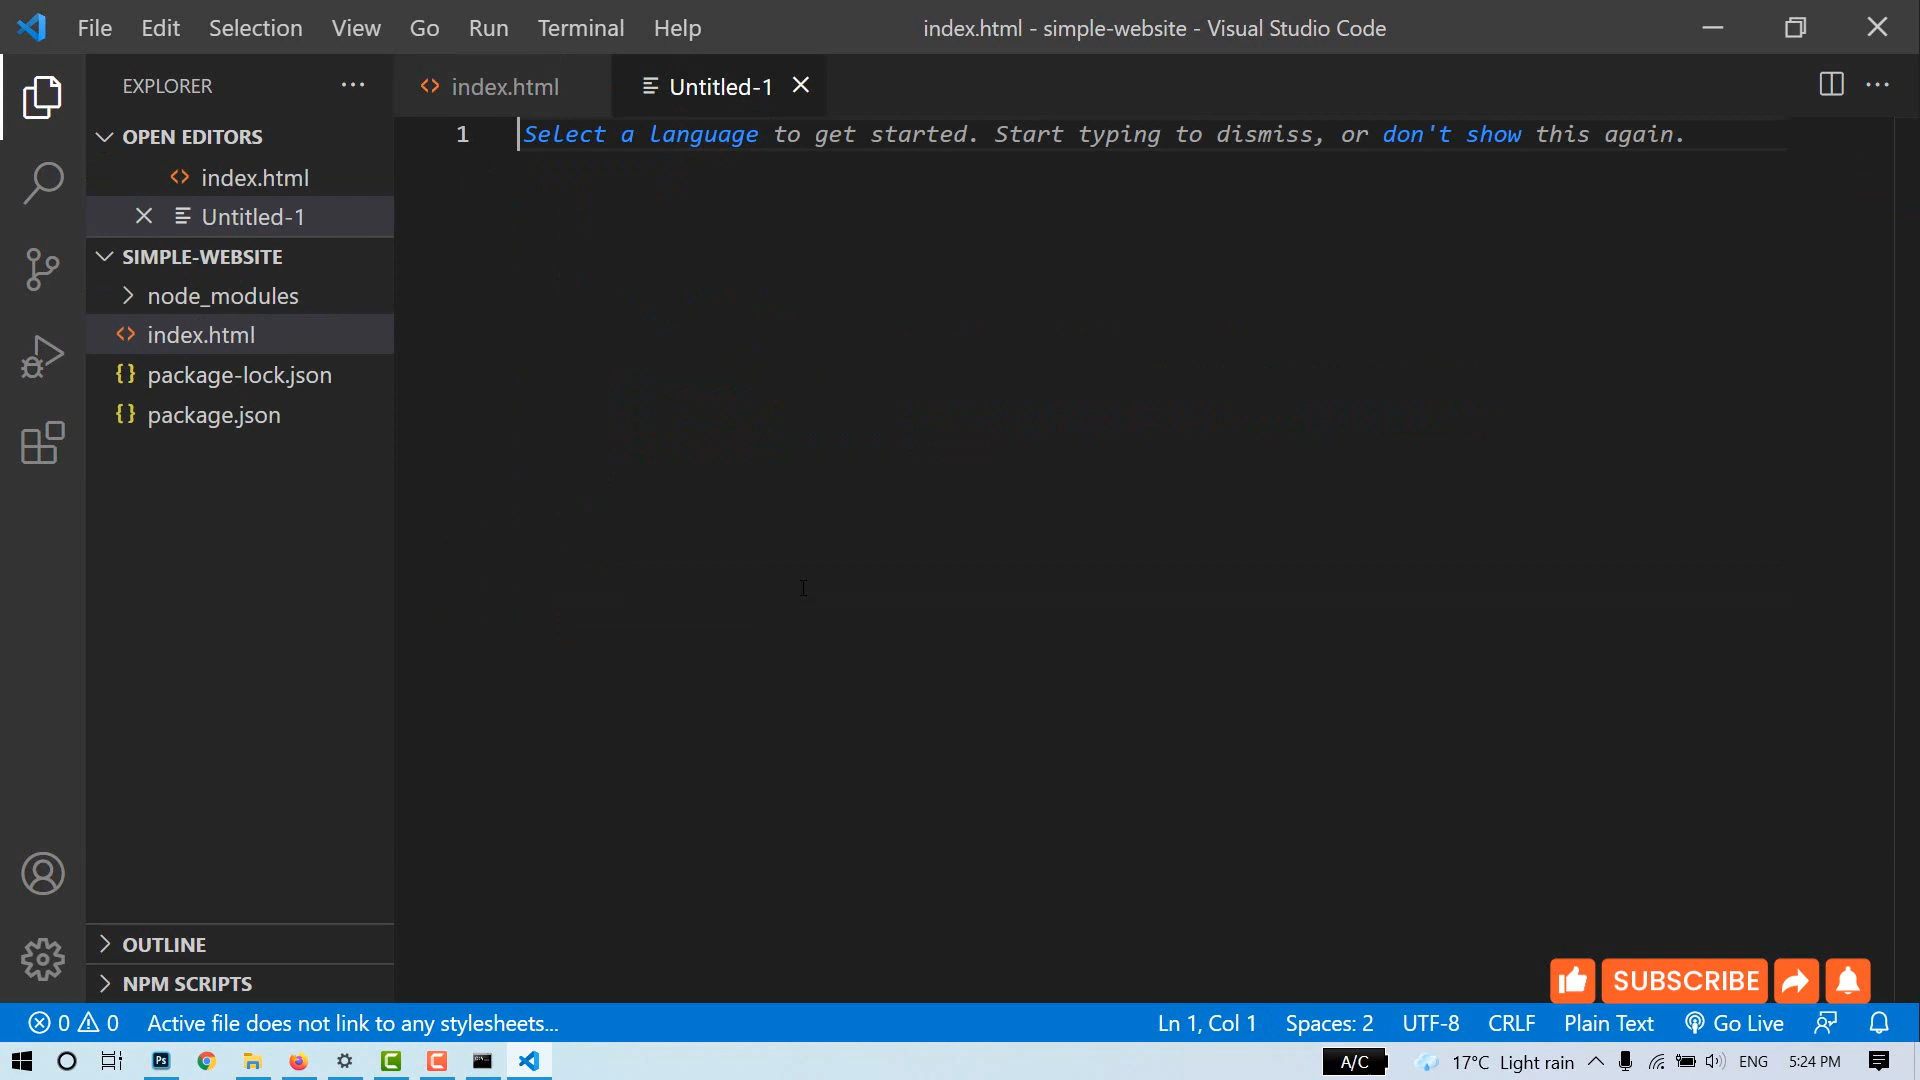 File Edit Selection View Go Run Terminal Help
index.html - simple-website - Visual Studio Code
EXPLORER
index.html
Untitled-1
OPEN EDITORS
index.html
Untitled-1
SIMPLE-WEBSITE
node_modules
index.html
package-lock.json
package.json
1
Select a language to get started. Start typing to dismiss, or don't show this again.
OUTLINE
NPM SCRIPTS
SUBSCRIBE
0 0 Active file does not link to any stylesheets...
Ln 1, Col 1 Spaces: 2 UTF-8 CRLF Plain Text Go Live
Ps
A/C 17°C Light rain ENG 5:24 PM